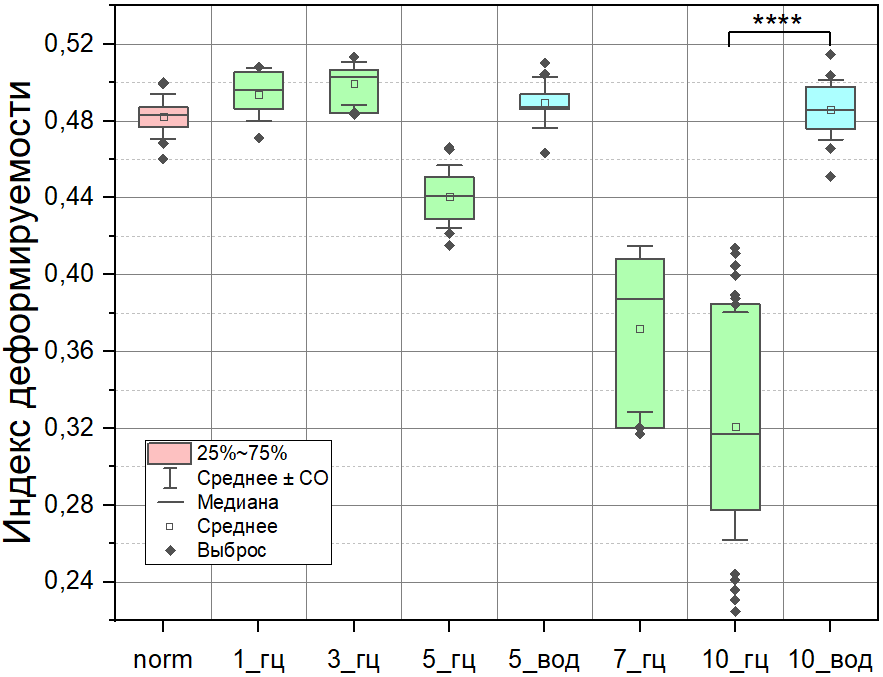 Индекс деформируемости
****
0,52
0,48
0,44
0,40
0,36
0,32
0,28
0,24
25%~75%
Среднее ± СО
Медиана
Среднее
Выброс
norm
1_гц
3_гц
5_гц
5_вод
7_гц
10_гц
10_вод